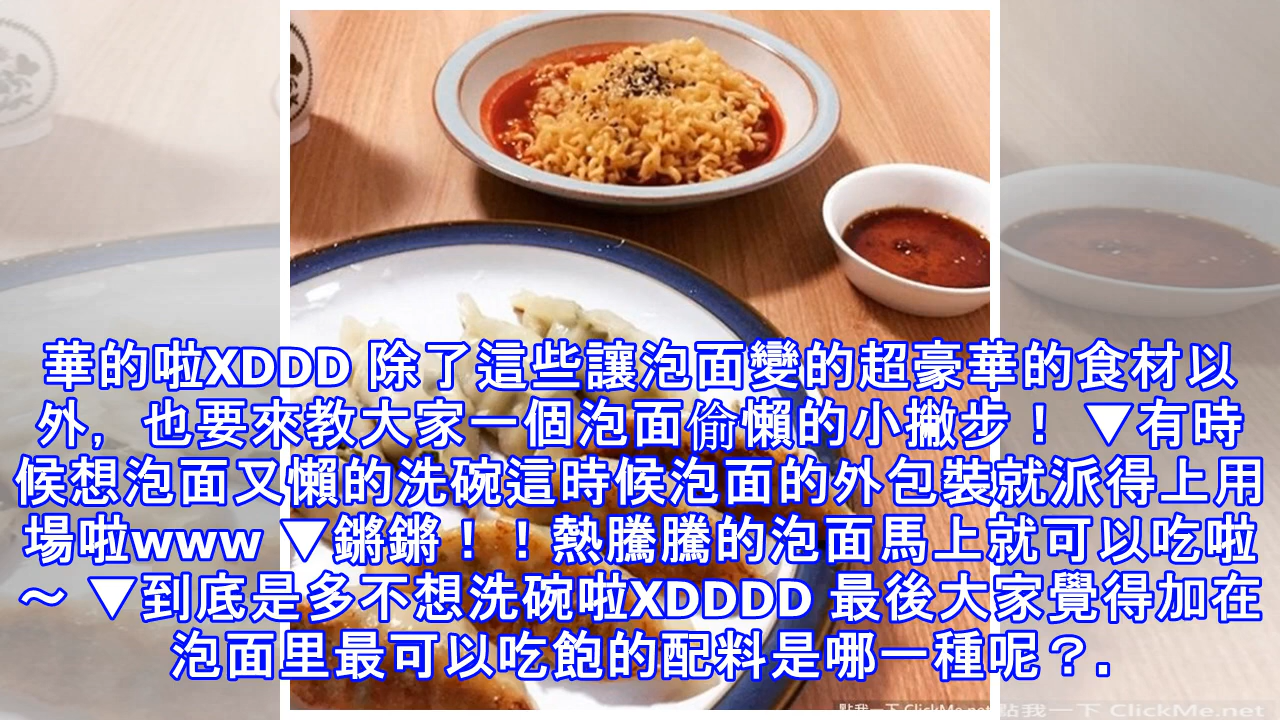 華的啦XDDD 除了這些讓泡面變的超豪華的食材以
外，也要來教大家一個泡面偷懶的小撇步！ ▼有時
候想泡面又懶的洗碗這時候泡面的外包裝就派得上用
場啦www ▼鏘鏘！！熱騰騰的泡面馬上就可以吃啦
～ ▼到底是多不想洗碗啦XDDDD 最後大家覺得加在
泡面里最可以吃飽的配料是哪一種呢？.
點我一下 ClickMe.net
點我一下 ClickMe.net